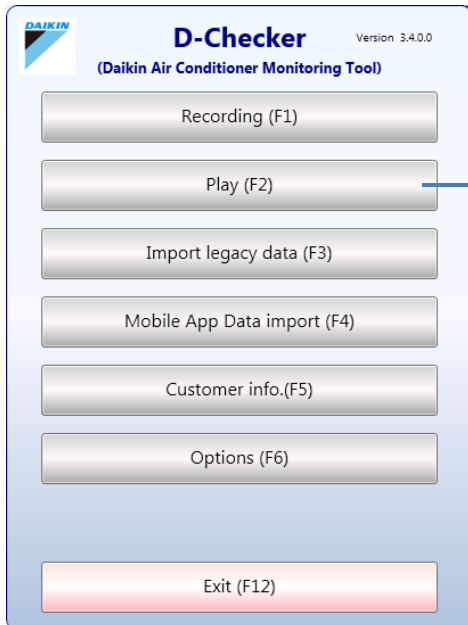 DAIKIN
D-Checker
Version 3.4.0.0
(Daikin Air Conditioner Monitoring Tool)
Recording (F1)
Play (F2)
Import legacy data (F3)
Mobile App Data import (F4)
Customer info.(F5)
Options (F6)
Exit (F12)